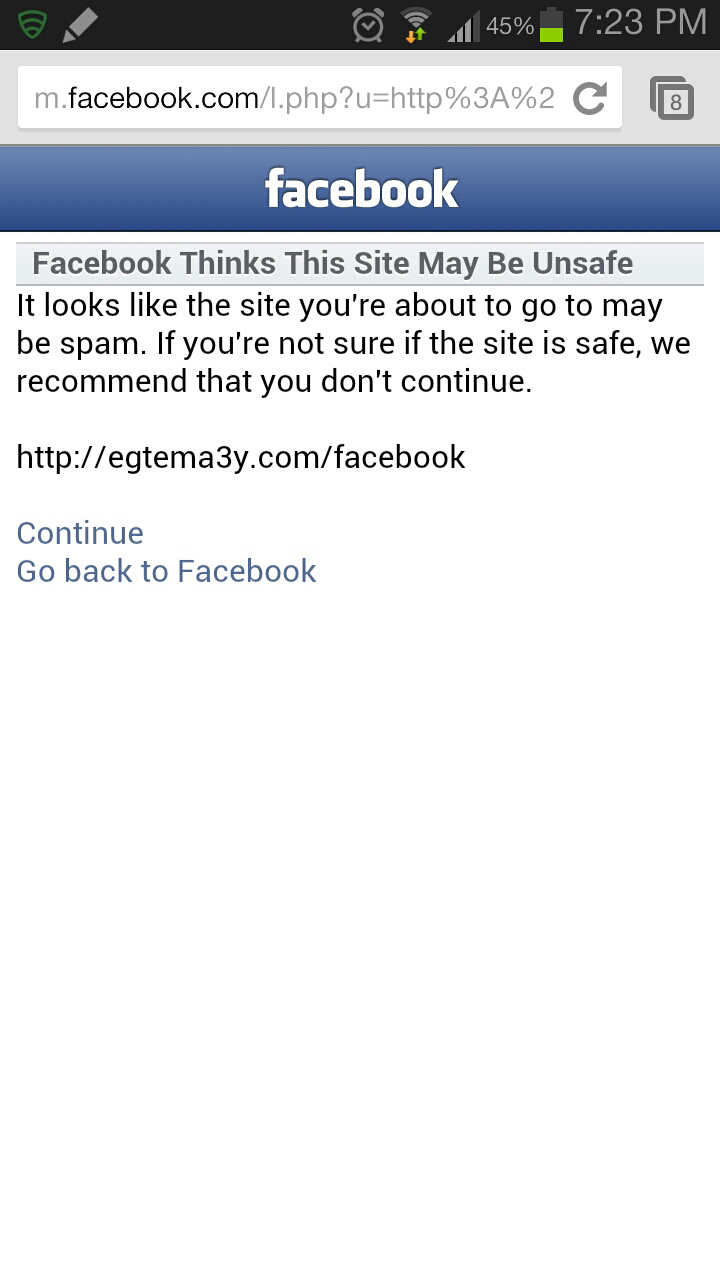 45% 7:23 PM
m.facebook.com/l.php?u=http%3A%2
8
facebook
Facebook Thinks This Site May Be Unsafe
It looks like the site you're about to go to may
be spam. If you're not sure if the site is safe, we
recommend that you don't continue.
http://egtema3y.com/facebook
Continue
Go back to Facebook